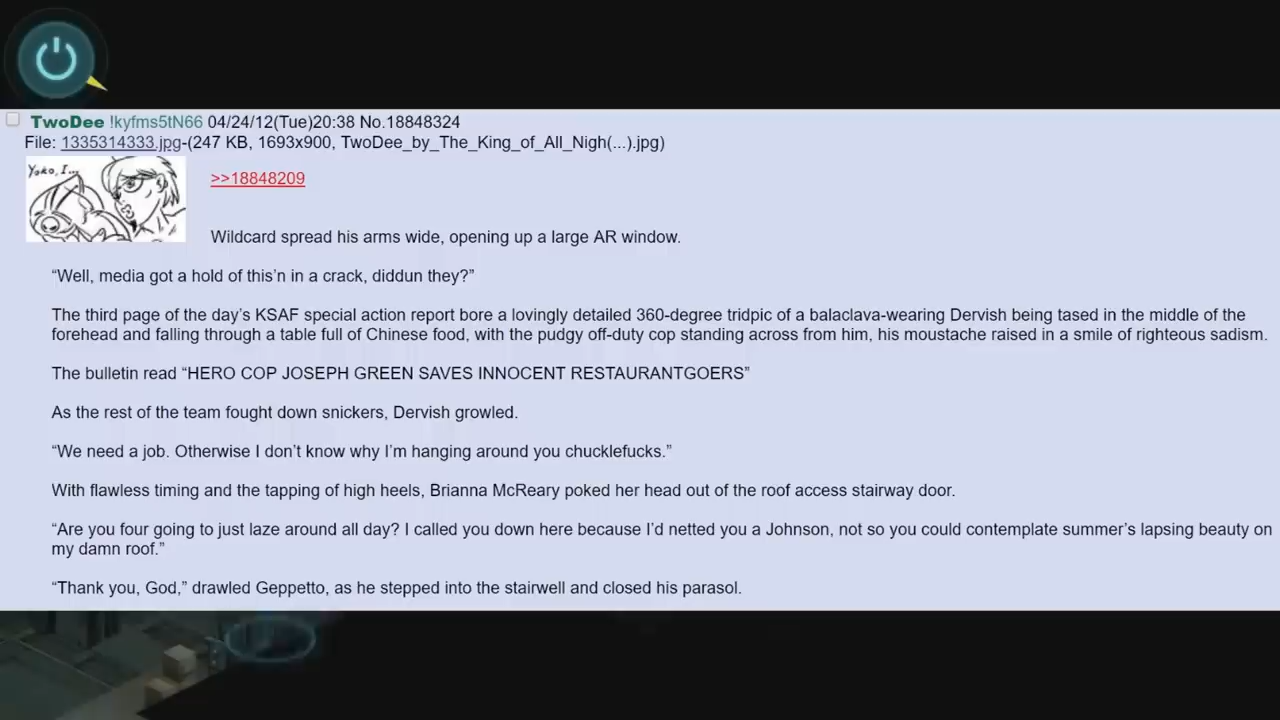 TwoDee !kyfms5tN66 04/24/12(Tue)20:38 No.18848324
File: 1335314333.jpg-(247 KB, 1693x900, TwoDee_by_The_King_of_All_Nigh(...).jpg)
Yoko, I...
>>18848209
Wildcard spread his arms wide, opening up a large AR window.
“Well, media got a hold of this’n in a crack, diddun they?”
The third page of the day’s KSAF special action report bore a lovingly detailed 360-degree tridpic of a balaclava-wearing Dervish being tased in the middle of the
forehead and falling through a table full of Chinese food, with the pudgy off-duty cop standing across from him, his moustache raised in a smile of righteous sadism.
The bulletin read “HERO COP JOSEPH GREEN SAVES INNOCENT RESTAURANTGOERS”
As the rest of the team fought down snickers, Dervish growled.
“We need a job. Otherwise I don’t know why I’m hanging around you chucklefucks.”
With flawless timing and the tapping of high heels, Brianna McReary poked her head out of the roof access stairway door.
“Are you four going to just laze around all day? I called you down here because I’d netted you a Johnson, not so you could contemplate summer’s lapsing beauty on
my damn roof.”
“Thank you, God,” drawled Geppetto, as he stepped into the stairwell and closed his parasol.